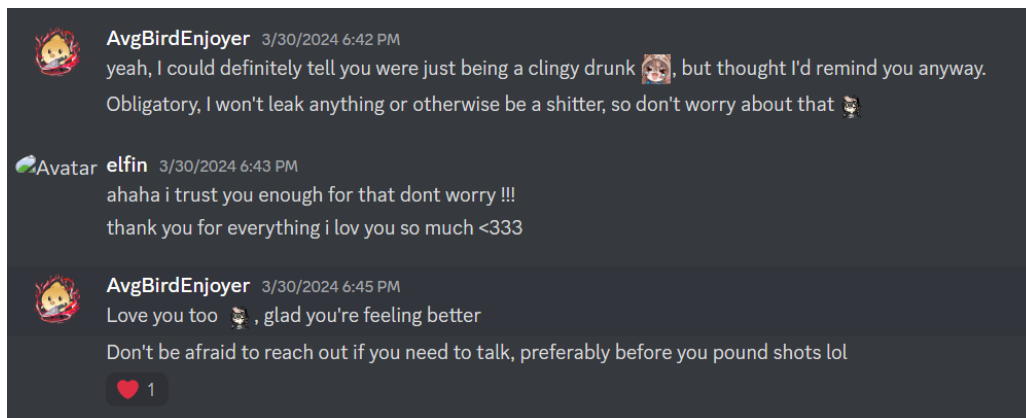 AvgBirdEnjoyer 3/30/2024 6:42 PM
yeah, I could definitely tell you were just being a clingy drunk , but thought I'd remind you anyway.
Obligatory, I won't leak anything or otherwise be a shitter, so don't worry about that
Avatar elfin 3/30/2024 6:43 PM
ahaha i trust you enough for that dont worry !!!
thank you for everything i lov you so much <333
AvgBirdEnjoyer 3/30/2024 6:45 PM
Love you too , glad you're feeling better
Don't be afraid to reach out if you need to talk, preferably before you pound shots lol
1